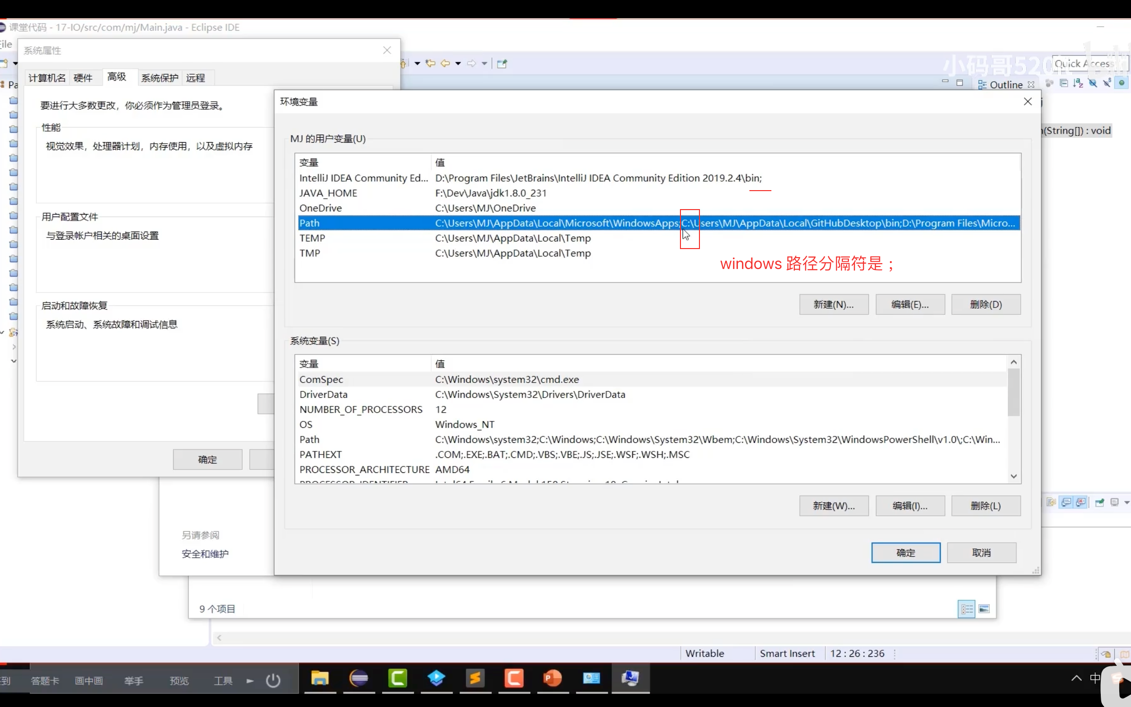 课堂代码 - 17-IO/src/com/mj/Main.java - Eclipse IDE
系统属性
小码哥520it
Quick Access
计算机名 硬件 高级 系统保护 远程
Outline
要进行大多数更改，你必须作为管理员登录。
性能
视觉效果，处理器计划，内存使用，以及虚拟内存
用户配置文件
与登录帐户相关的桌面设置
启动和故障恢复
系统启动、系统故障和调试信息
确定
环境变量
(String[]) : void
MJ 的用户变量(U)
变量 值
IntelliJ IDEA Community Ed... D:\Program Files\JetBrains\IntelliJ IDEA Community Edition 2019.2.4\bin;
JAVA_HOME F:\Dev\Java\jdk1.8.0_231
OneDrive C:\Users\MJ\OneDrive
Path C:\Users\MJ\AppData\Local\Microsoft\WindowsApps;C:\Users\MJ\AppData\Local\GitHubDesktop\bin;D:\Program Files\Micro...
TEMP C:\Users\MJ\AppData\Local\Temp
TMP C:\Users\MJ\AppData\Local\Temp
windows 路径分隔符是；
新建(N)... 编辑(E)... 删除(D)
系统变量(S)
变量 值
ComSpec C:\Windows\system32\cmd.exe
DriverData C:\Windows\System32\Drivers\DriverData
NUMBER_OF_PROCESSORS 12
OS Windows_NT
Path C:\Windows\system32;C:\Windows;C:\Windows\System32\Wbem;C:\Windows\System32\WindowsPowerShell\v1.0\;C:\Win...
PATHEXT .COM;.EXE;.BAT;.CMD;.VBS;.VBE;.JS;.JSE;.WSF;.WSH;.MSC
PROCESSOR_ARCHITECTURE AMD64
新建(W)... 编辑(I)... 删除(L)
确定 取消
另请参阅
安全和维护
9 个项目
Writable Smart Insert 12 : 26 : 236
到 答题卡 画中画 举手 预览 工具
中